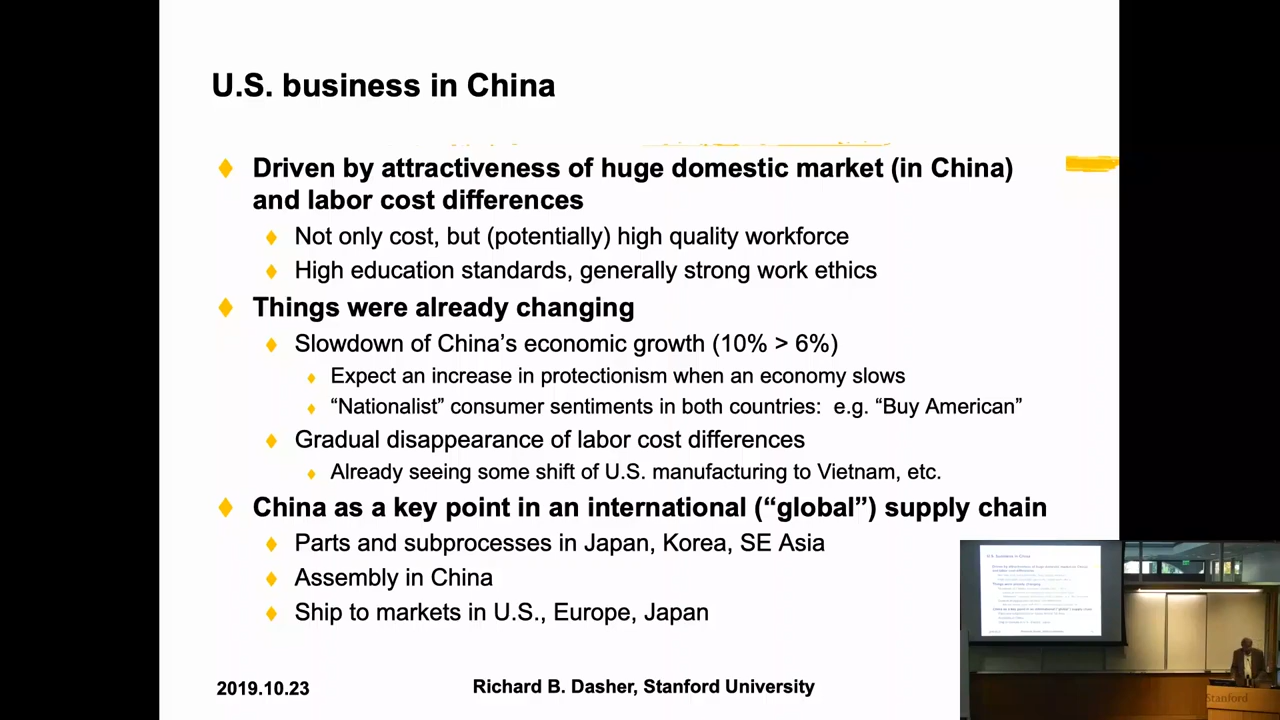 U.S. business in China
Driven by attractiveness of huge domestic market (in China)
and labor cost differences
Not only cost, but (potentially) high quality workforce
High education standards, generally strong work ethics
Things were already changing
Slowdown of China’s economic growth (10% > 6%)
Expect an increase in protectionism when an economy slows
“Nationalist” consumer sentiments in both countries:  e.g. “Buy American”
Gradual disappearance of labor cost differences
Already seeing some shift of U.S. manufacturing to Vietnam, etc.
China as a key point in an international (“global”) supply chain
Parts and subprocesses in Japan, Korea, SE Asia
Assembly in China
Ship to markets in U.S., Europe, Japan
2019.10.23
Richard B. Dasher, Stanford University
U.S. business in China
Stanford